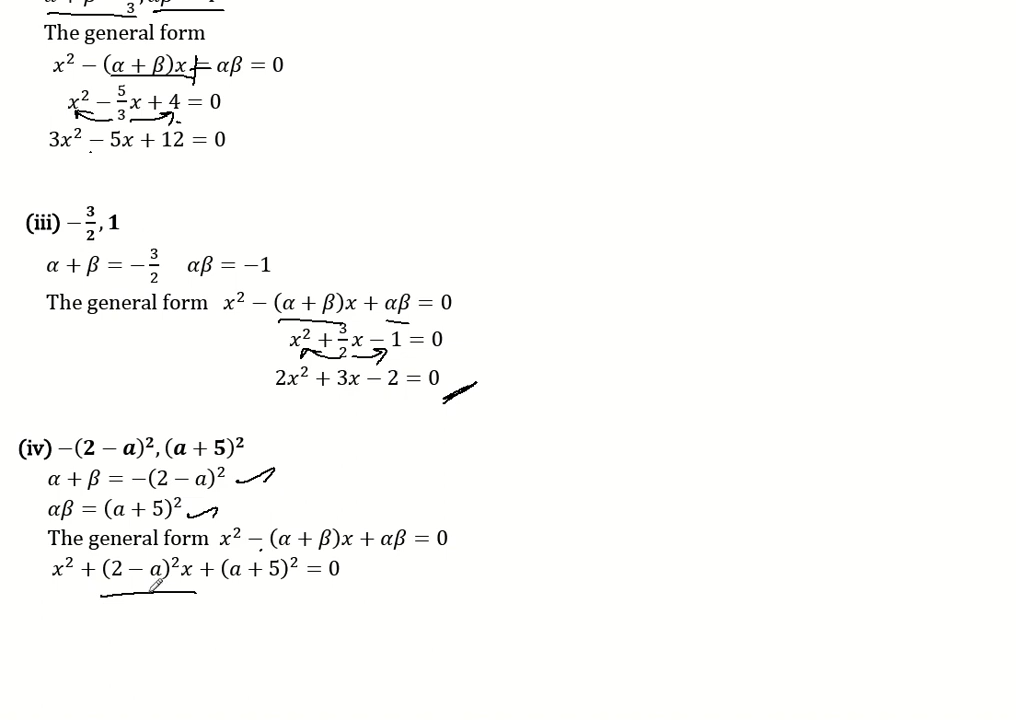 The general form
x² − (α + β)x + αβ = 0
x² − 5/3 x + 4 = 0
3x² − 5x + 12 = 0
(iii) −3/2, 1
α + β = −3/2 αβ = −1
The general form x² − (α + β)x + αβ = 0
x² + 3/2 x − 1 = 0
2x² + 3x − 2 = 0
(iv) −(2 − a)², (a + 5)²
α + β = −(2 − a)²
αβ = (a + 5)²
The general form x² − (α + β)x + αβ = 0
x² + (2 − a)²x + (a + 5)² = 0